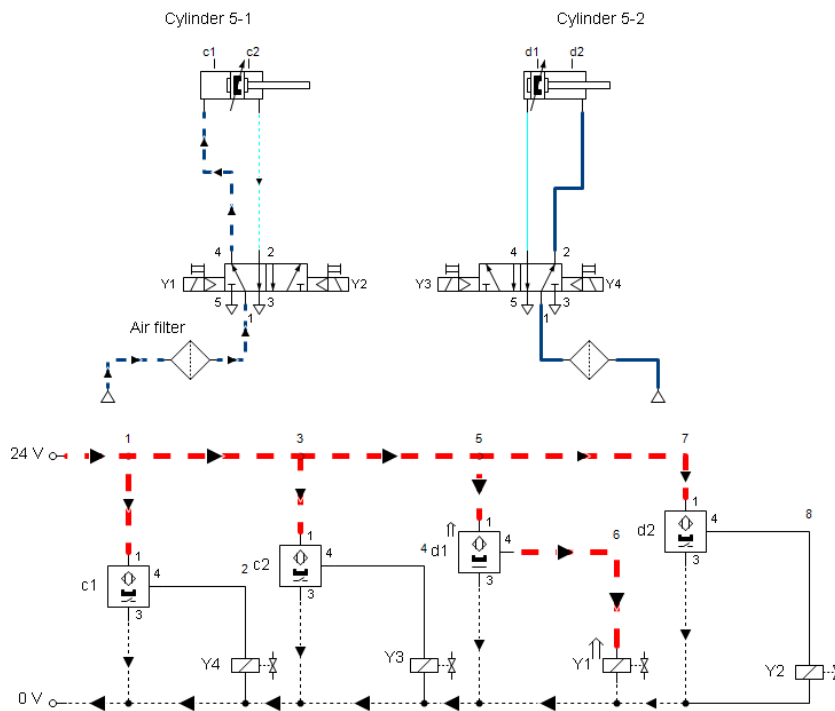 Cylinder 5-1 Cylinder 5-2
c1 c2 d1 d2
4 2 4 2
Y1 Y2 Y3 Y4
5 3 5 3
1 1
Air filter
1 3 5 7
24 V
1 8
1 4
1 1 6 d2
4 d1 4 3
c2 4
c1 4 2
3 3
3
Y4 Y3 Y1 Y2
0 V